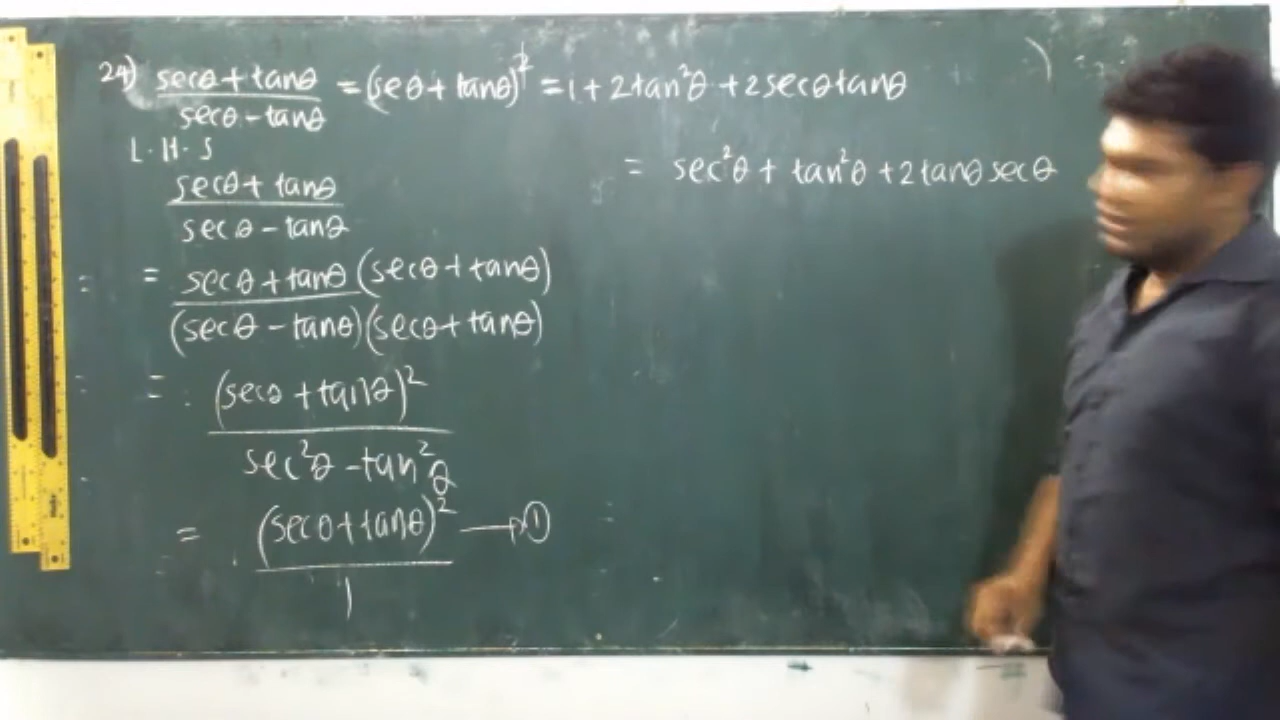 24) secθ + tanθ = (seθ + tanθ)² = 1 + 2tan²θ + 2secθtanθ
secθ - tanθ
L.H.S
secθ + tanθ
secθ - tanθ
= secθ + tanθ (secθ + tanθ)
(secθ - tanθ)(secθ + tanθ)
= (secθ + tanθ)²
sec²θ - tan²θ
= (secθ + tanθ)² → ①
1
= sec²θ + tan²θ + 2tanθ secθ